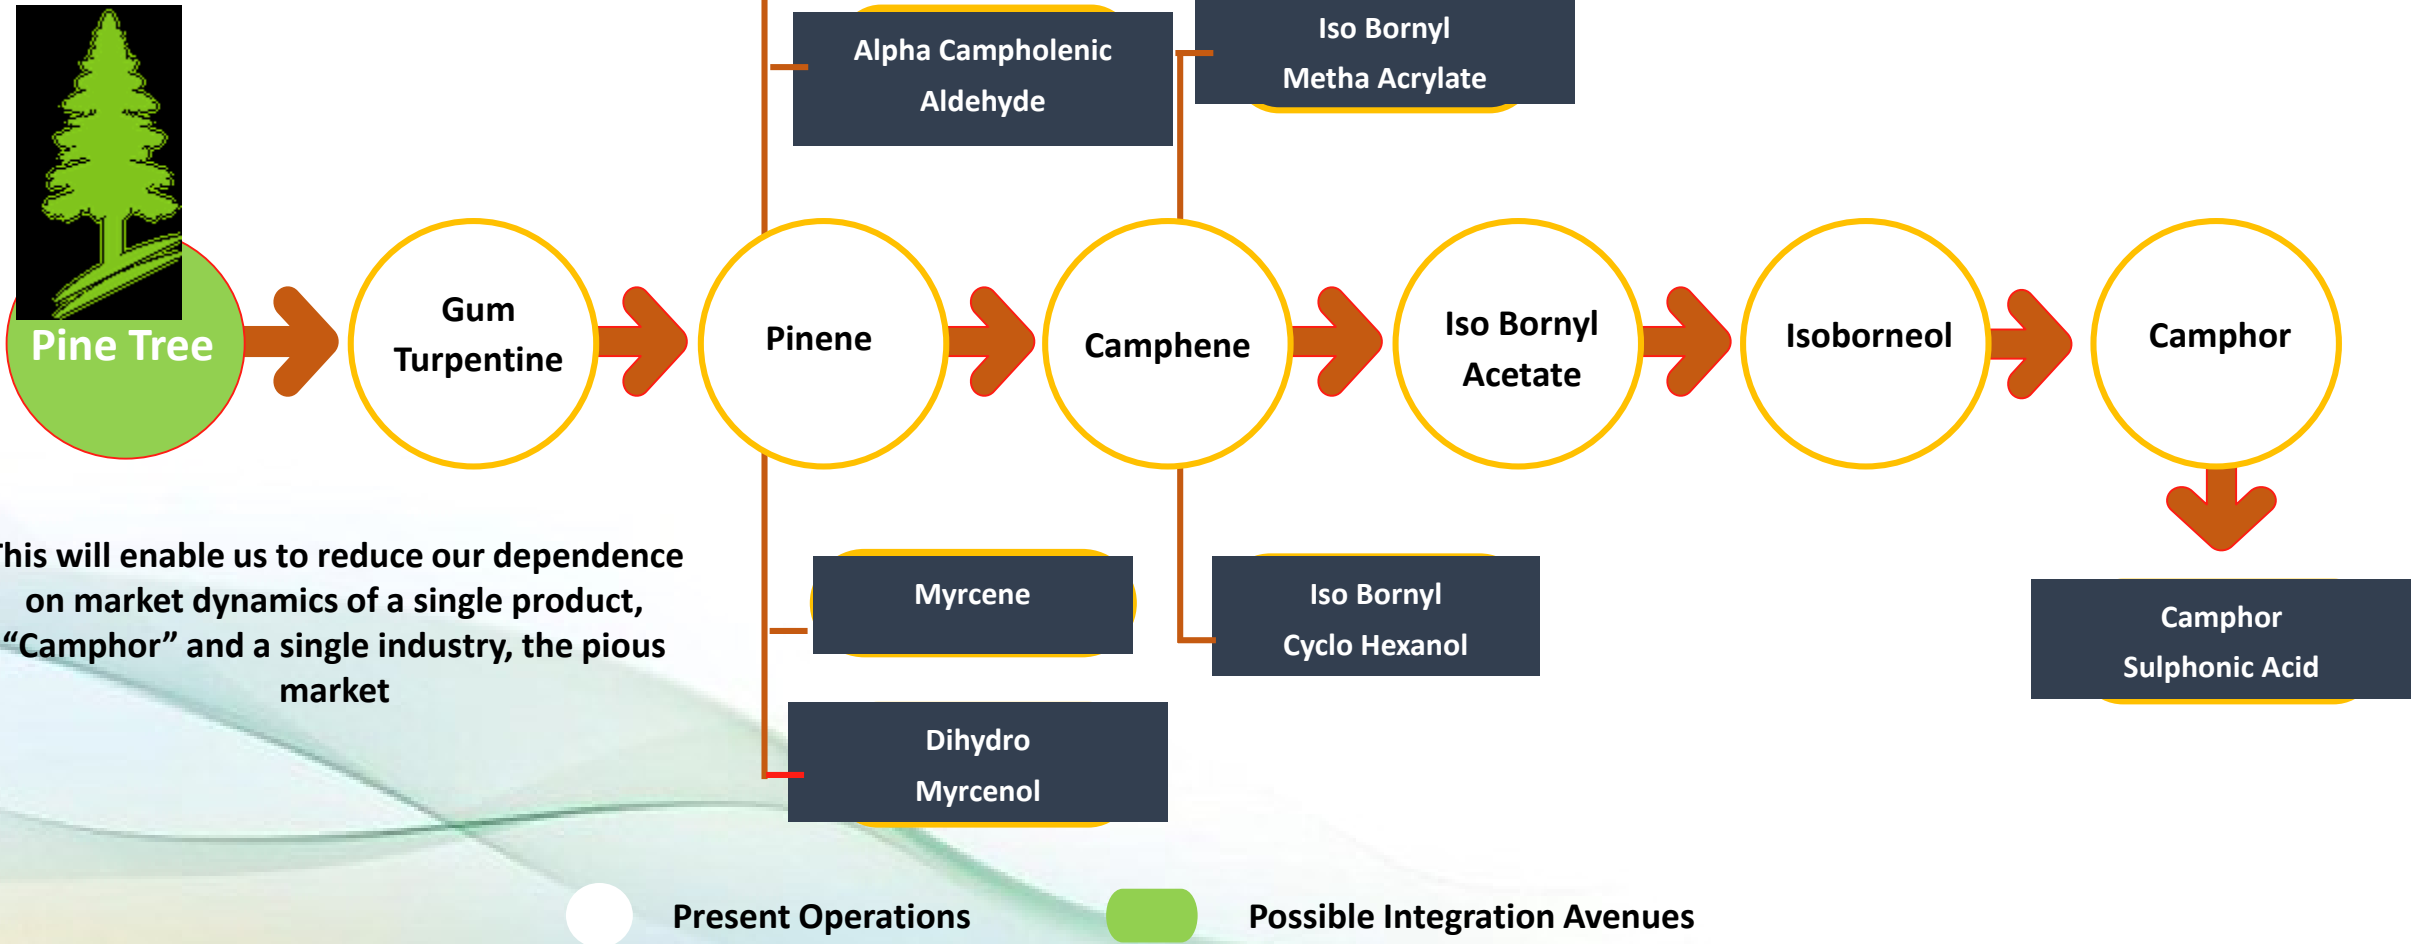 Alpha Campholenic
Aldehyde
Iso Bornyl
Metha Acrylate
Pine Tree
Gum
Turpentine
Pinene
Camphene
Iso Bornyl
Acetate
Isoborneol
Camphor
This will enable us to reduce our dependence
on market dynamics of a single product,
“Camphor” and a single industry, the pious
market
Myrcene
Iso Bornyl
Cyclo Hexanol
Camphor
Sulphonic Acid
Dihydro
Myrcenol
Present Operations
Possible Integration Avenues